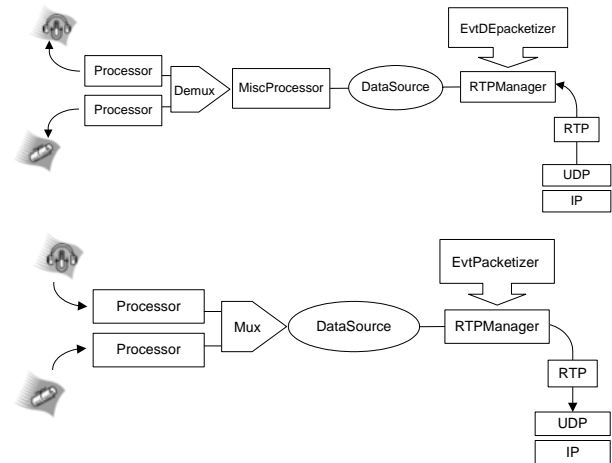 EvtDEpacketizer
Processor
Processor
Demux
MiscProcessor
DataSource
RTPManager
RTP
UDP
IP
EvtPacketizer
Processor
Processor
Mux
DataSource
RTPManager
RTP
UDP
IP